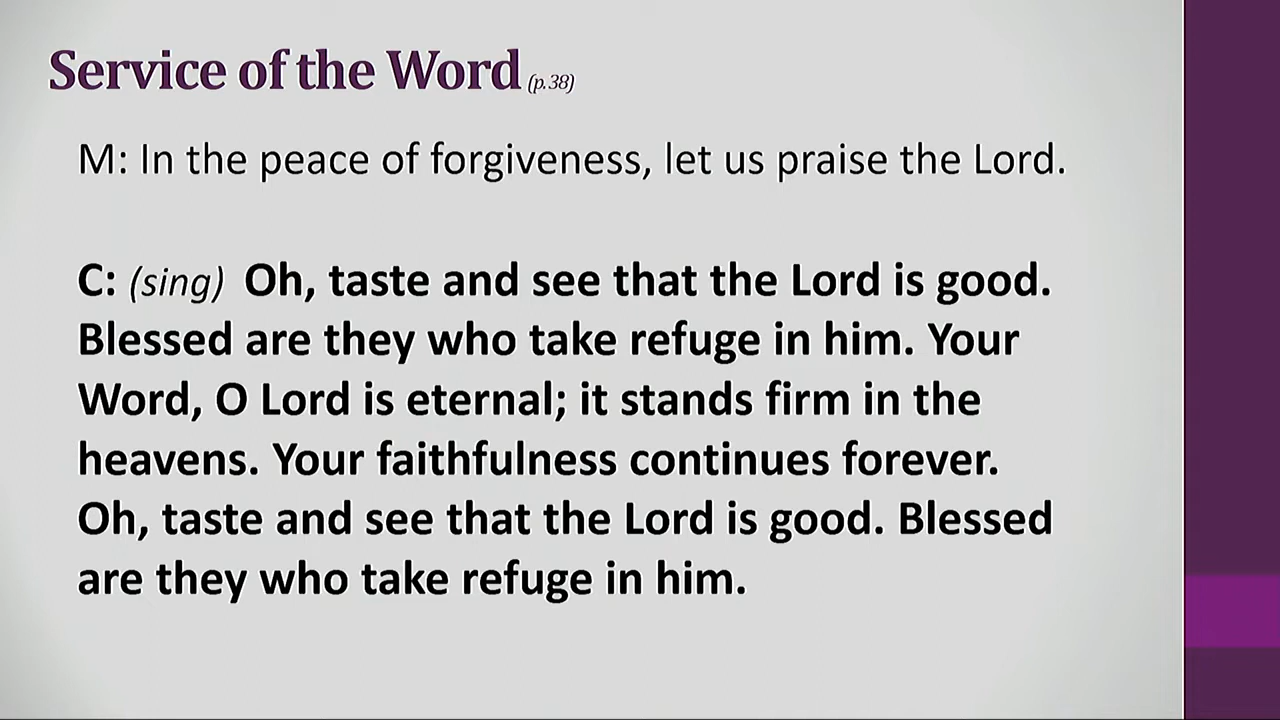 Service of the Word (p.38)
M: In the peace of forgiveness, let us praise the Lord.
C: (sing) Oh, taste and see that the Lord is good.
Blessed are they who take refuge in him. Your
Word, O Lord is eternal; it stands firm in the
heavens. Your faithfulness continues forever.
Oh, taste and see that the Lord is good. Blessed
are they who take refuge in him.